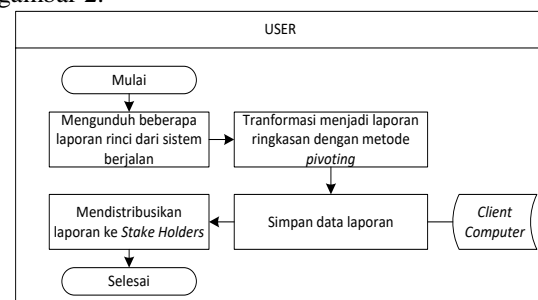 gambar 2.
USER
Mulai
Mengunduh beberapa
laporan rinci dari sistem
berjalan
Tranformasi menjadi laporan
ringkasan dengan metode
pivoting
Mendistribusikan
laporan ke Stake Holders
Simpan data laporan
Client
Computer
Selesai